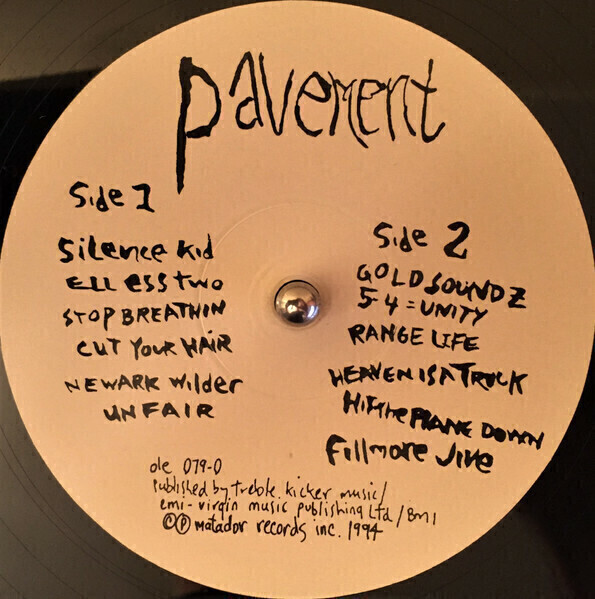 pavement
Side 1
Silence Kid
ELL ESS TWO
STOP BREATHIN
CUT YOUR HAIR
NEWARK Wilder
UNFAIR
Side 2
GOLD SOUNDZ
5-4=UNITY
RANGE LIFE
HEAVEN IS A TRUCK
Hit the PLANE DOWN
Fillmore Jive
ole 079-0
published by treble kicker music/
emi-virgin music publishing Ltd/BMI
©℗ matador records inc. 1994